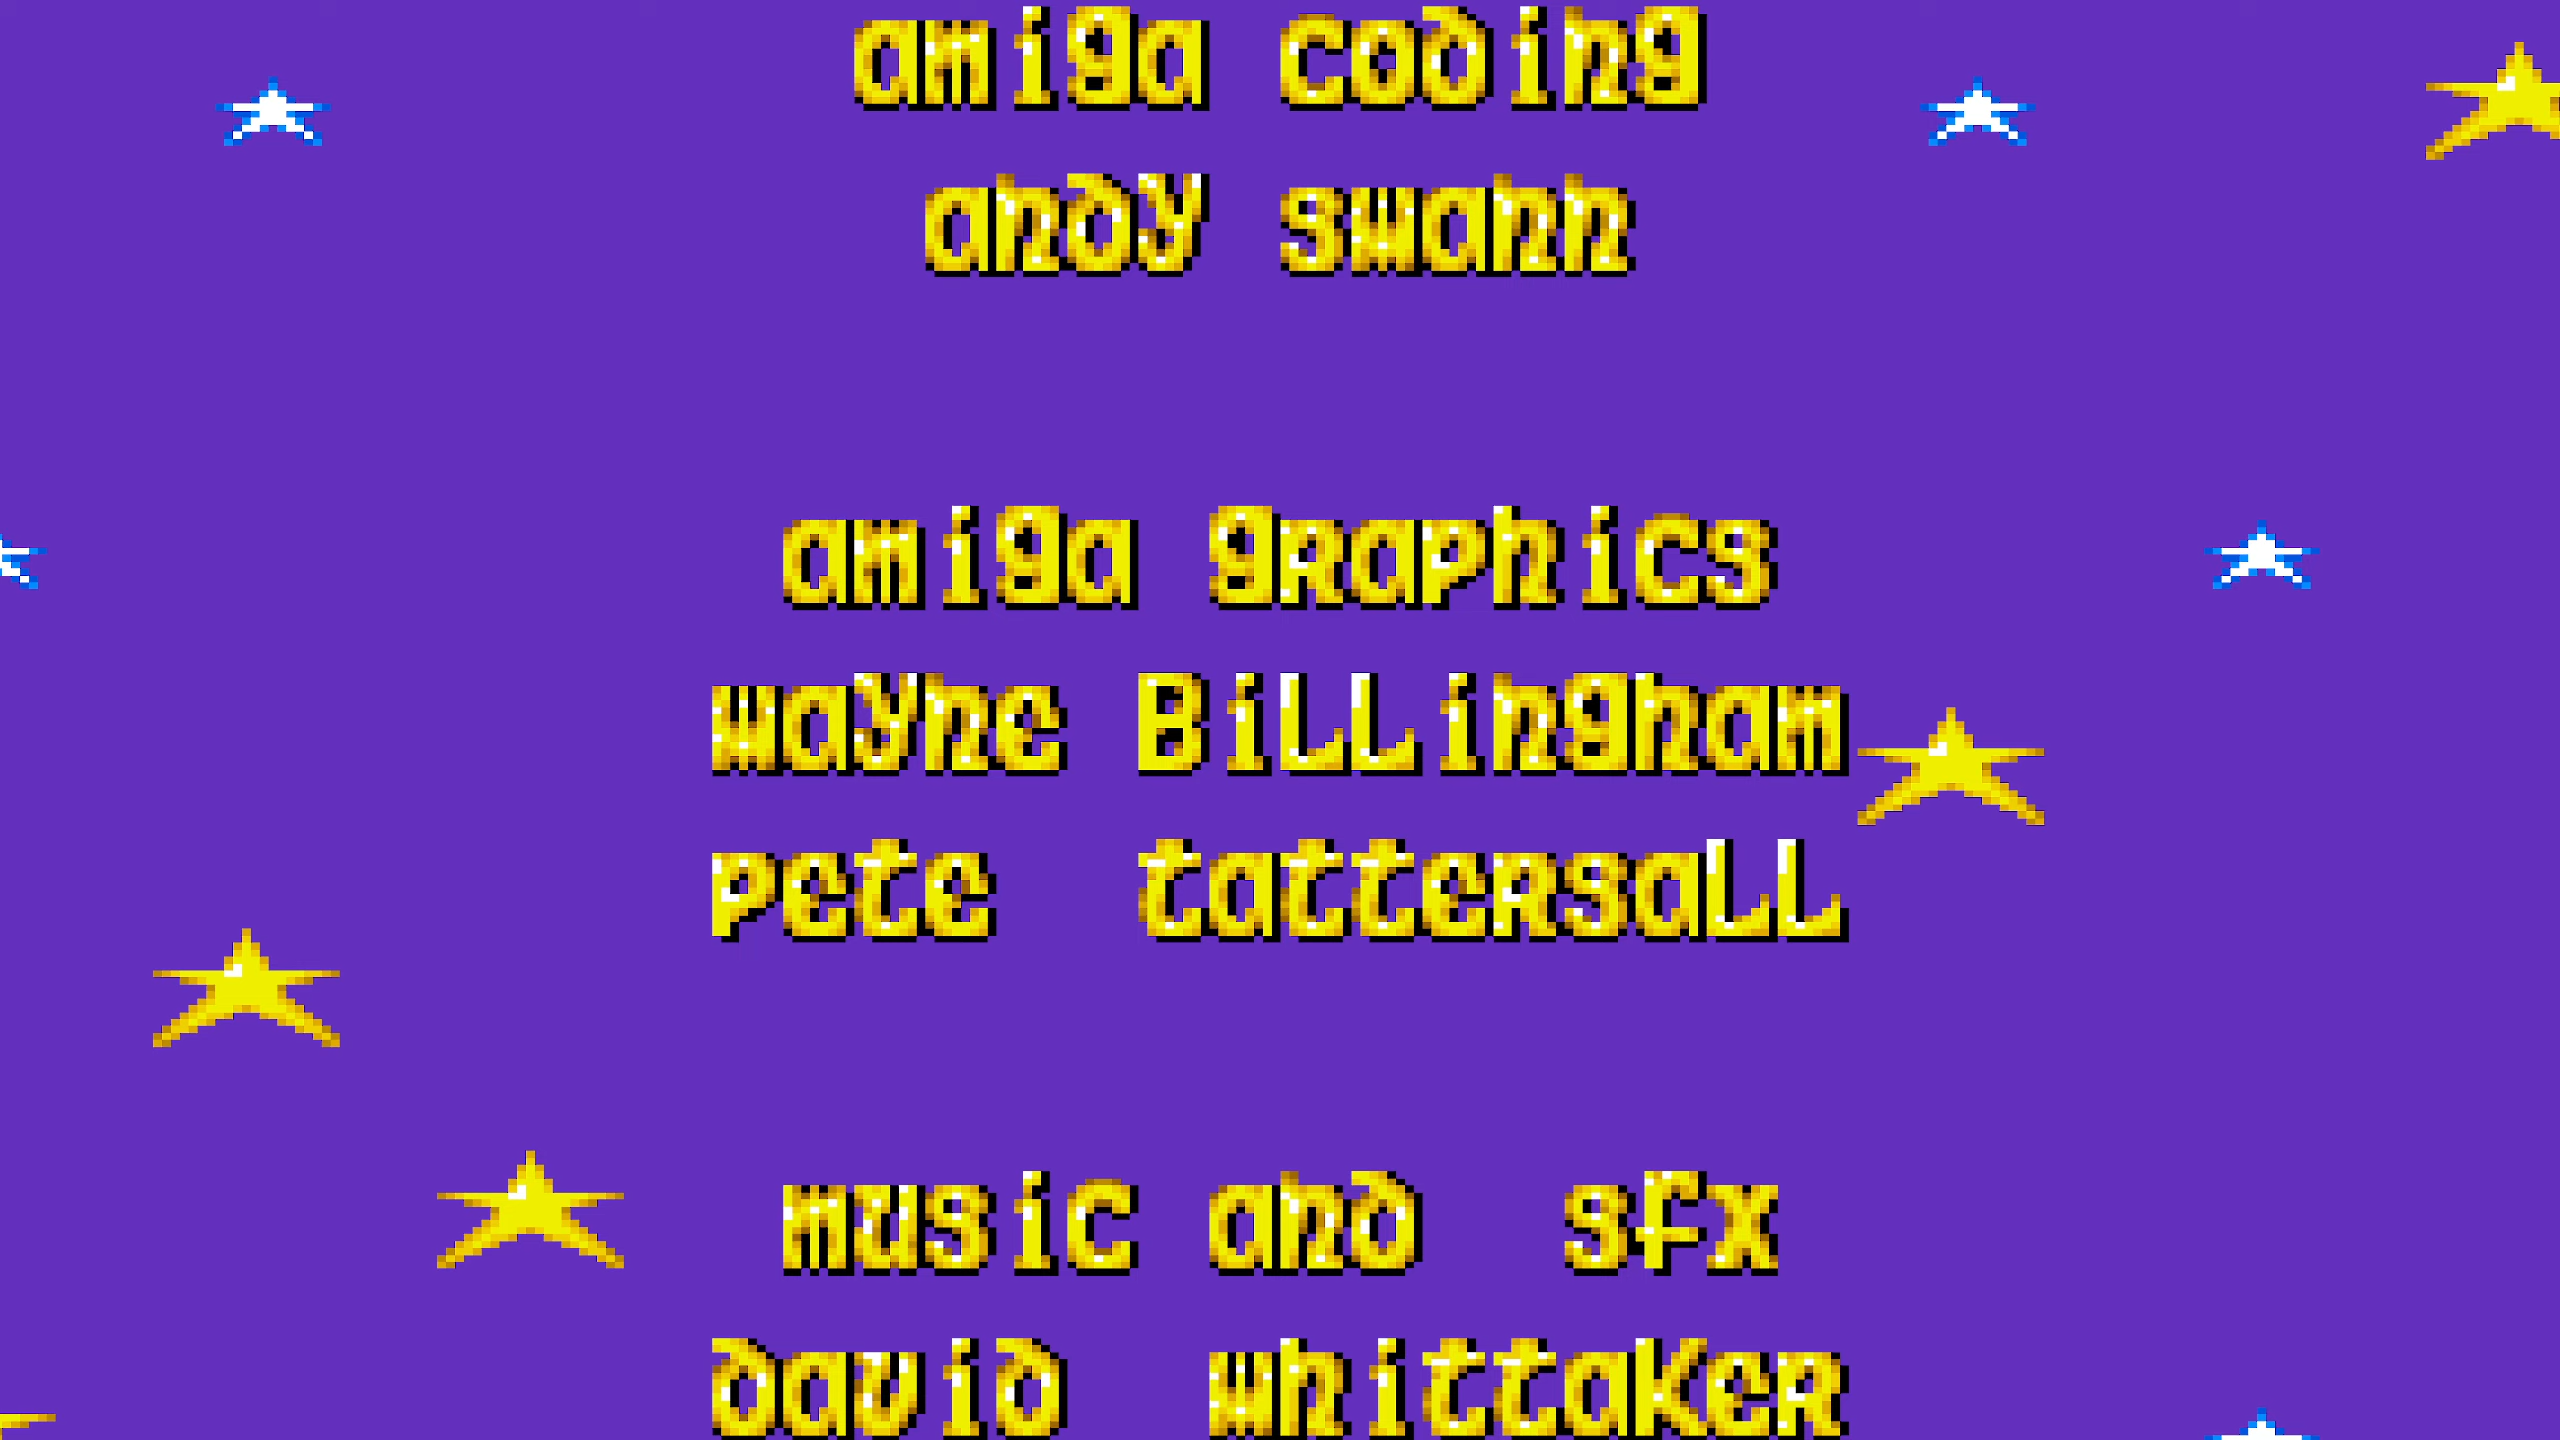 amiga coding
andy swann
amiga graphics
wayne Billingham
pete tattersall
music and sfx
david whittaker